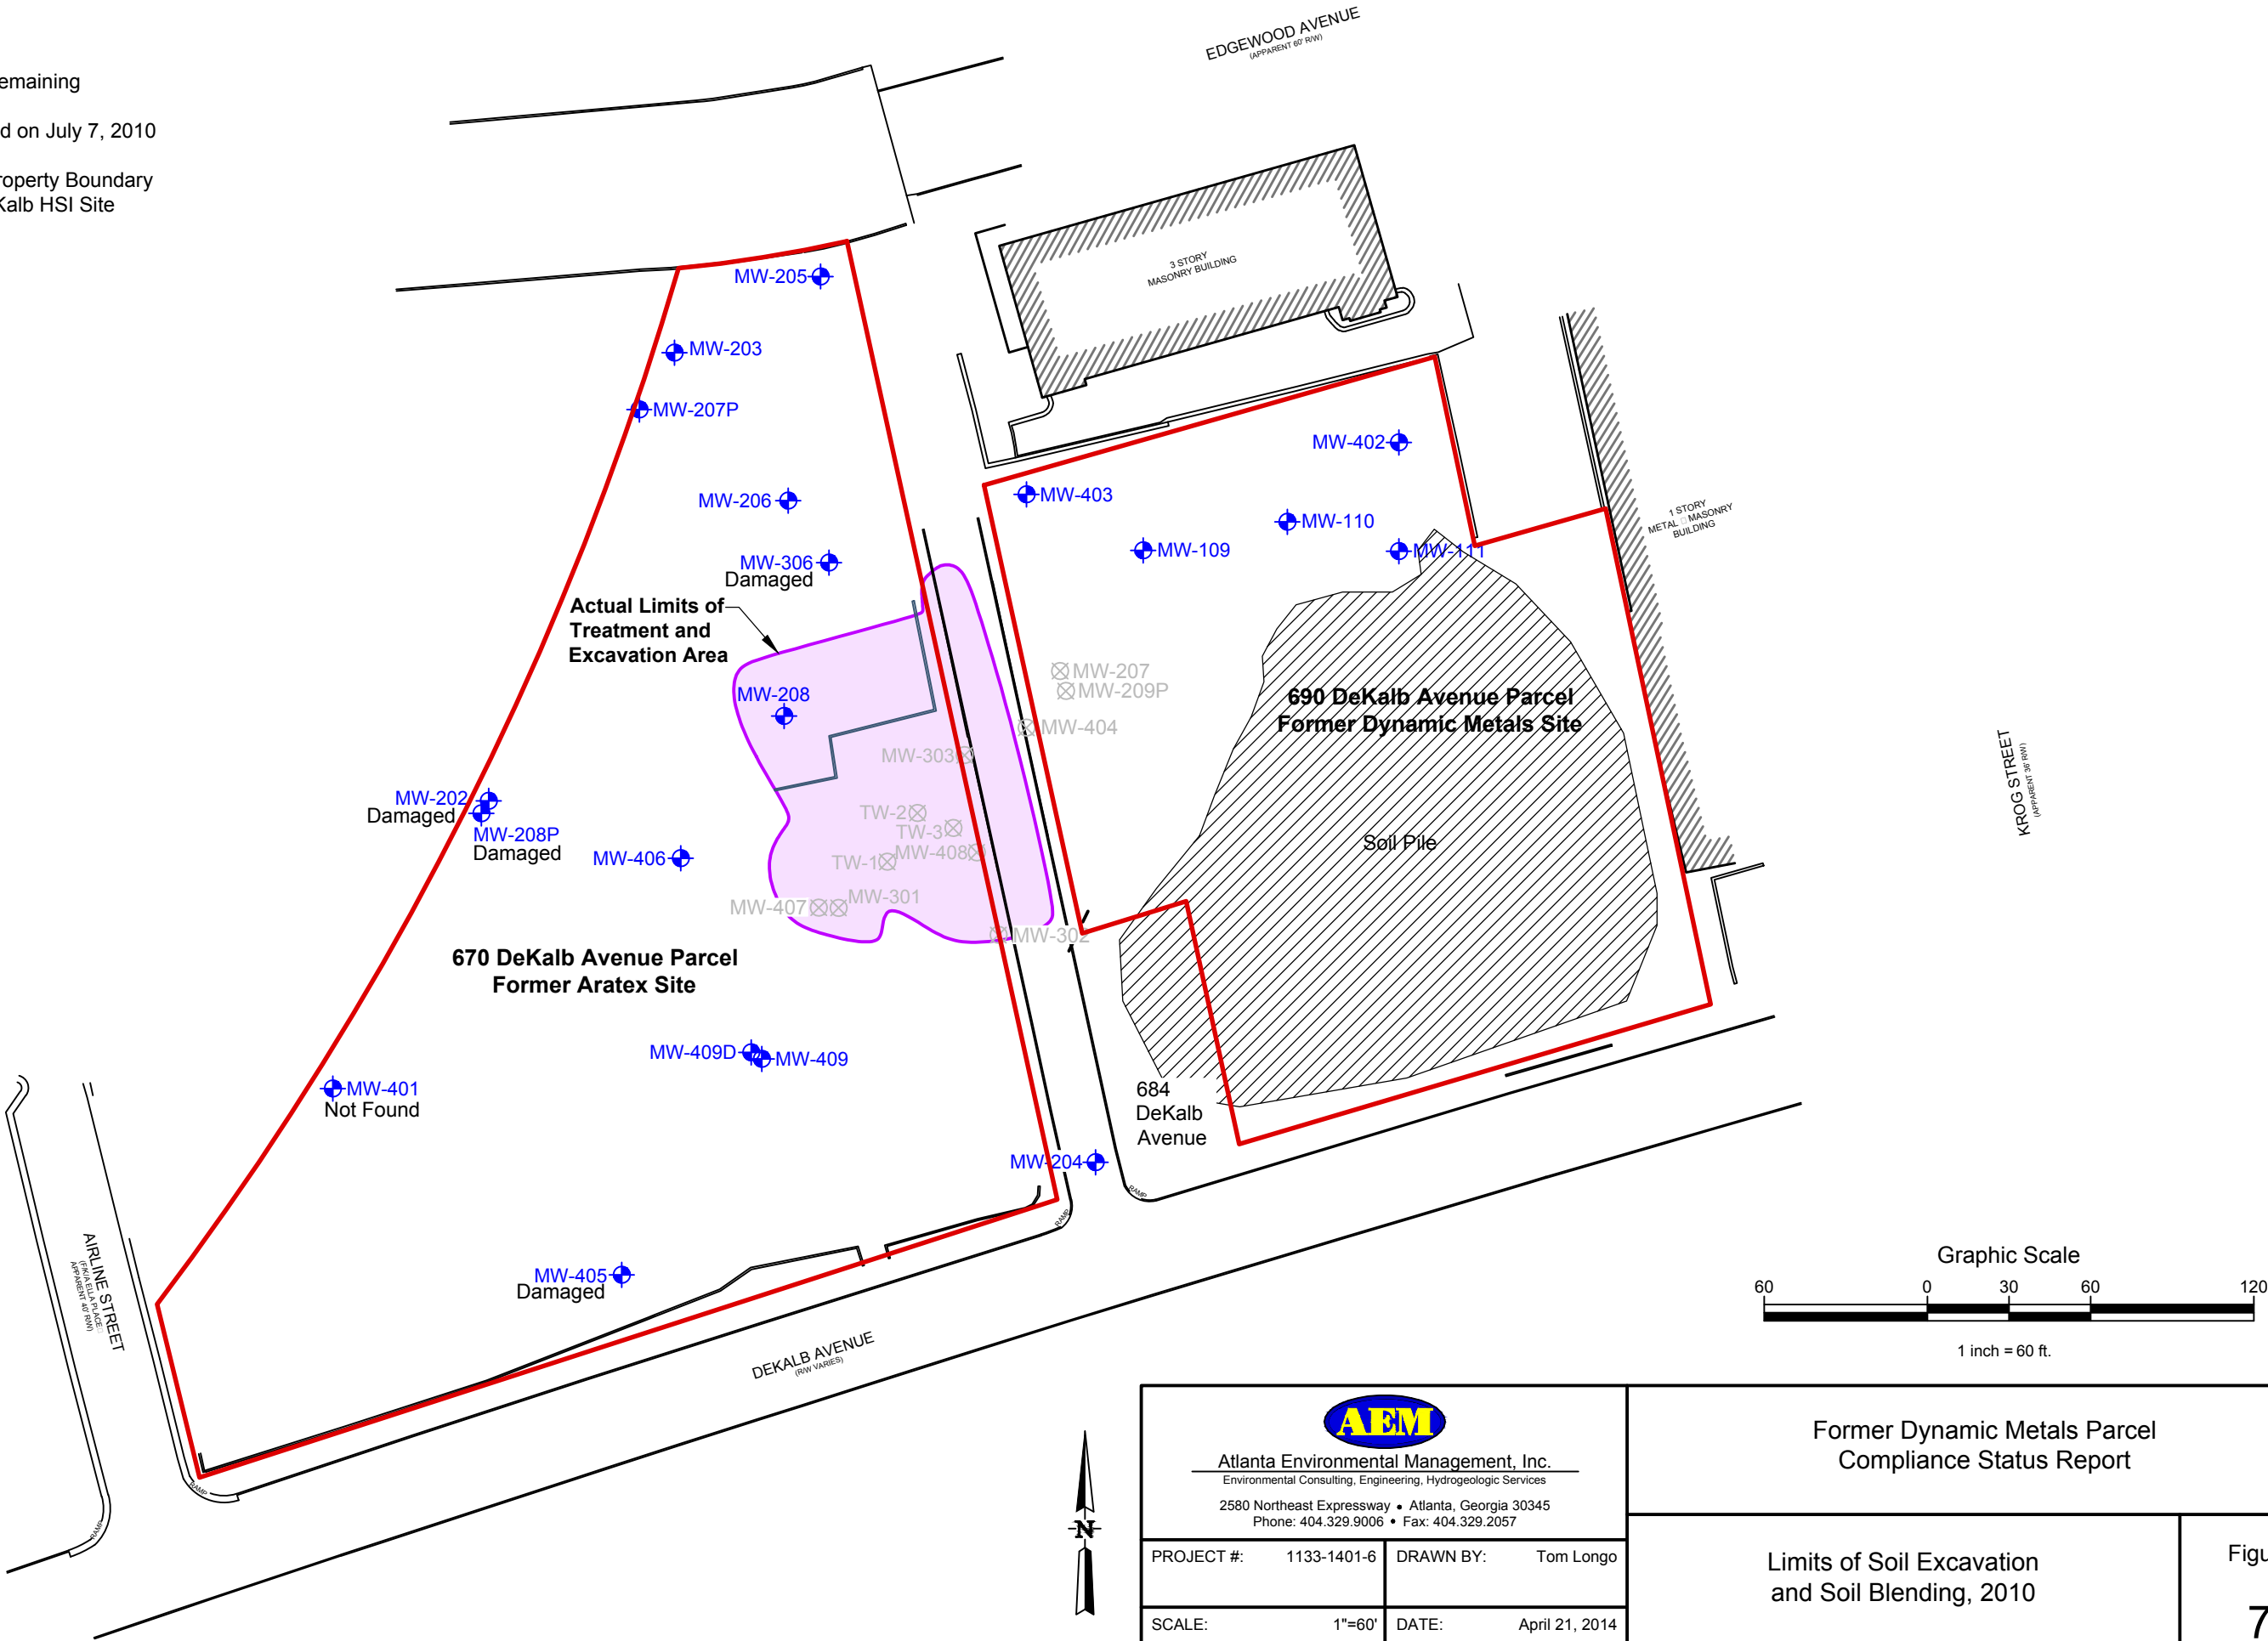 emaining
d on July 7, 2010
roperty Boundary
Kalb HSI Site
EDGEWOOD AVENUE
(APPARENT 60' R/W)
3 STORY
MASONRY BUILDING
MW-205
MW-203
MW-207P
MW-206
MW-306
Damaged
MW-402
MW-403
MW-110
MW-109
MW-111
1 STORY
METAL □ MASONRY
BUILDING
Actual Limits of
Treatment and
Excavation Area
MW-208
MW-207
MW-209P
MW-404
MW-303
690 DeKalb Avenue Parcel
Former Dynamic Metals Site
KROG STREET
(APPARENT 36' R/W)
MW-202
Damaged
MW-208P
Damaged
MW-406
TW-2
TW-3
MW-408
TW-1
MW-301
MW-407
MW-302
Soil Pile
670 DeKalb Avenue Parcel
Former Aratex Site
MW-409D
MW-409
MW-401
Not Found
684
DeKalb
Avenue
MW-204
RAMP
RAMP
AIRLINE STREET
(F/K/A ELLA PLACE□
APPARENT 40' R/W)
MW-405
Damaged
DEKALB AVENUE
(R/W VARIES)
RAMP
RAMP
Graphic Scale
60 0 30 60 120
1 inch = 60 ft.
N
AEM
Atlanta Environmental Management, Inc.
Environmental Consulting, Engineering, Hydrogeologic Services
2580 Northeast Expressway • Atlanta, Georgia 30345
Phone: 404.329.9006 • Fax: 404.329.2057
PROJECT #: 1133-1401-6
DRAWN BY: Tom Longo
SCALE: 1"=60'
DATE: April 21, 2014
Former Dynamic Metals Parcel
Compliance Status Report
Limits of Soil Excavation
and Soil Blending, 2010
Figu
7